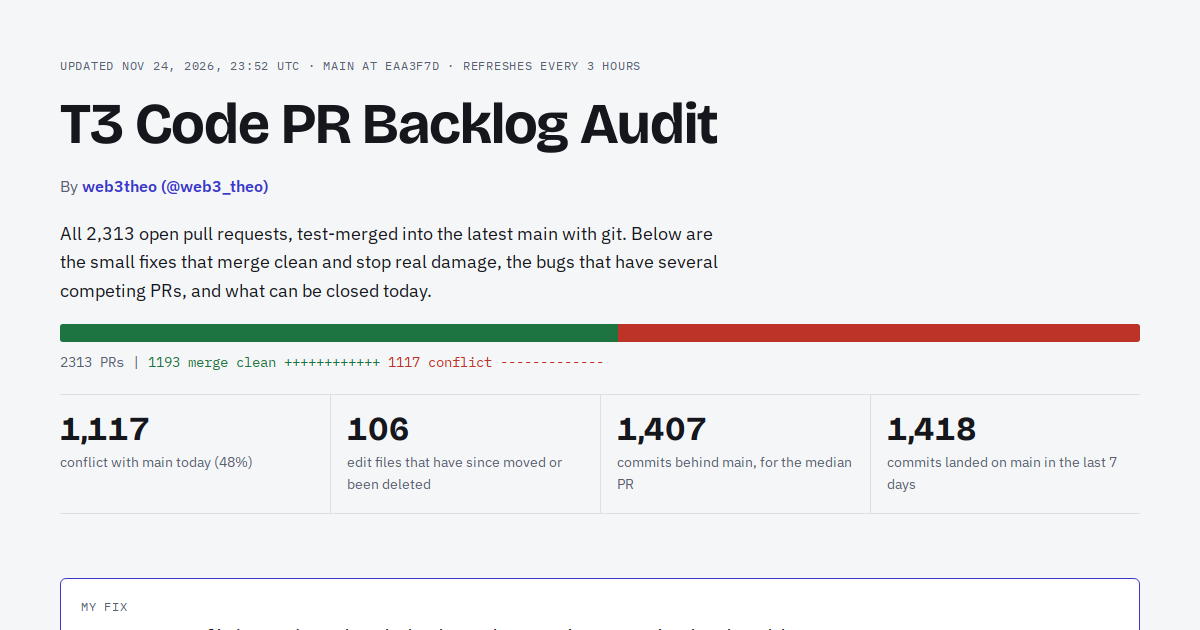 UPDATED NOV 24, 2026, 23:52 UTC · MAIN AT EAA3F7D · REFRESHES EVERY 3 HOURS
T3 Code PR Backlog Audit
By web3theo (@web3_theo)
All 2,313 open pull requests, test-merged into the latest main with git. Below are
the small fixes that merge clean and stop real damage, the bugs that have several
competing PRs, and what can be closed today.
2313 PRs | 1193 merge clean ++++++++++++ 1117 conflict -------------
1,117
conflict with main today (48%)
106
edit files that have since moved or
been deleted
1,407
commits behind main, for the median
PR
1,418
commits landed on main in the last 7
days
MY FIX